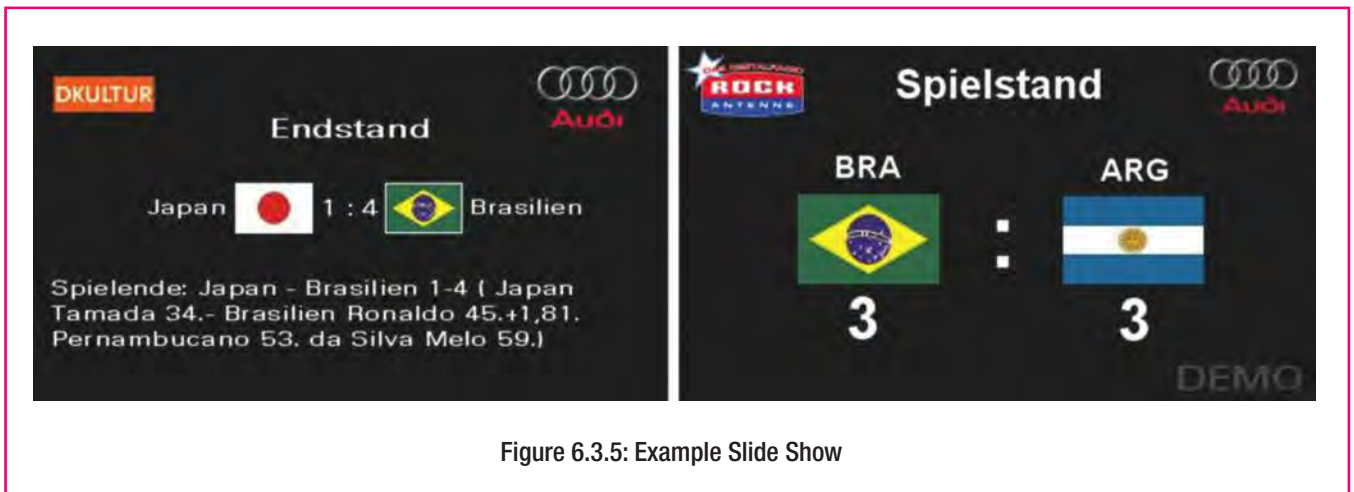 DKULTUR
Audi
Endstand
Japan 1 : 4 Brasilien
Spielende: Japan - Brasilien 1-4 ( Japan
Tamada 34.- Brasilien Ronaldo 45.+1,81.
Pernambucano 53. da Silva Melo 59.)
ROCK
ANTENNE
Spielstand
Audi
BRA : ARG
3 3
DEMO
Figure 6.3.5: Example Slide Show